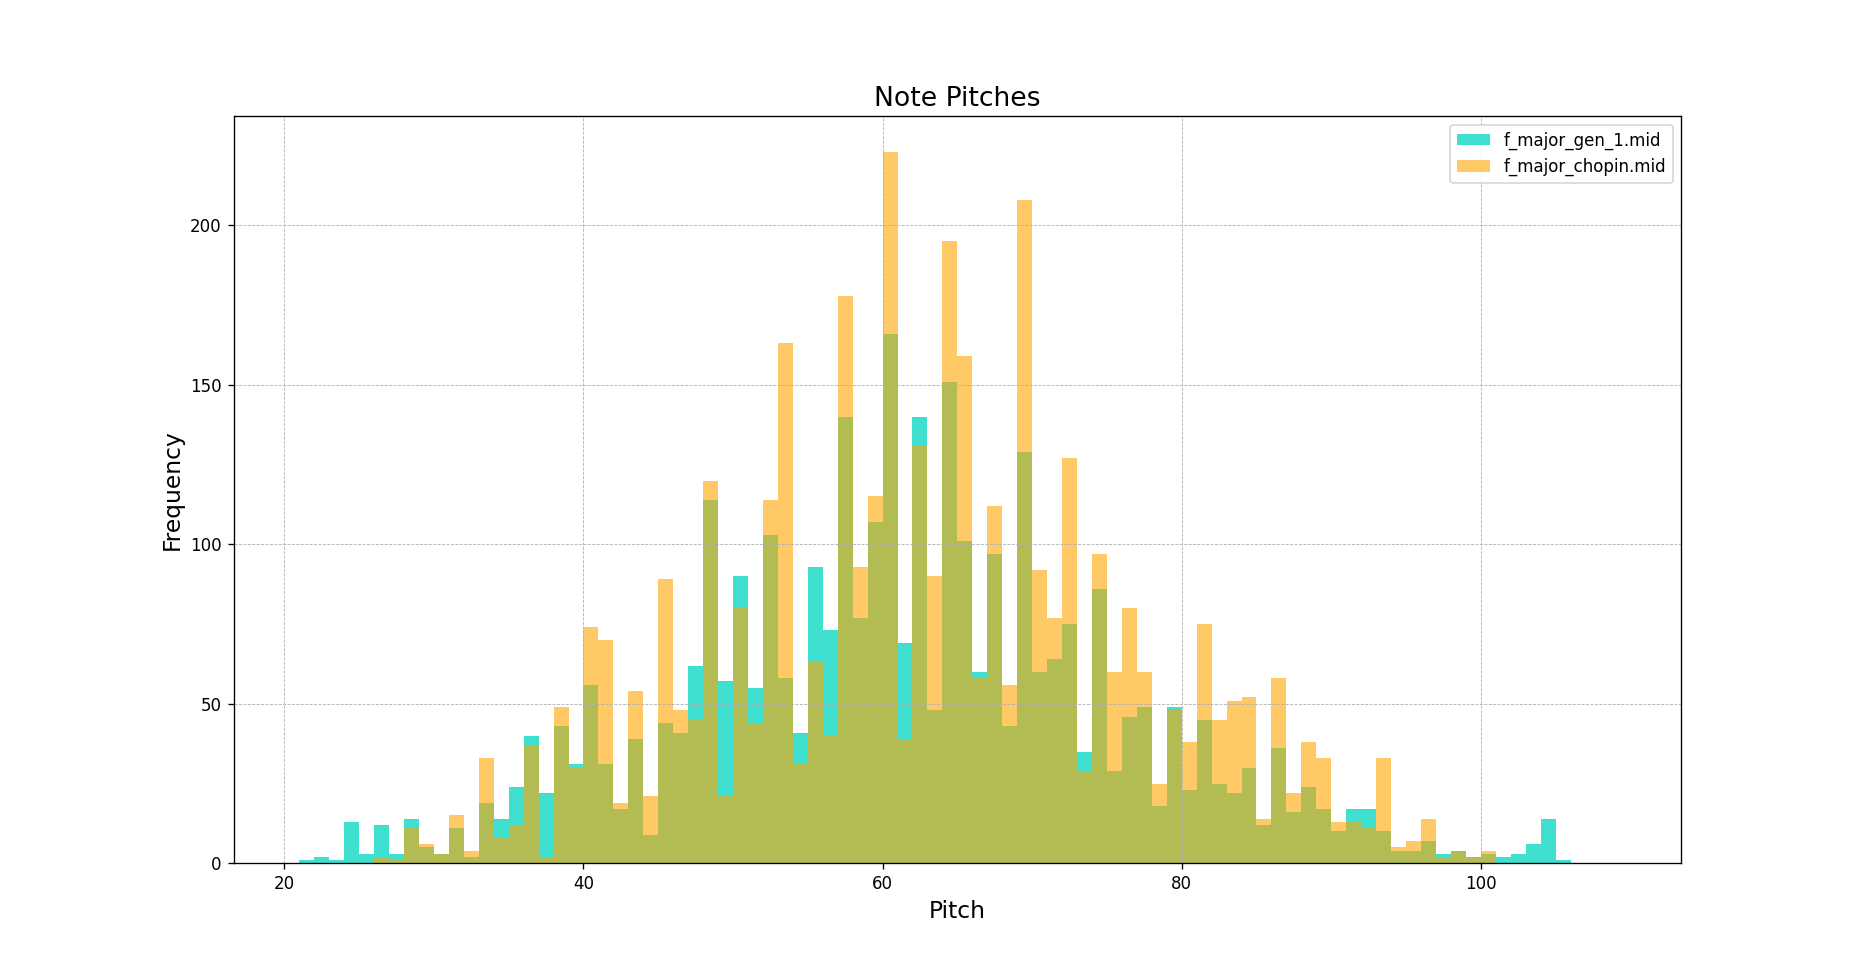 Note Pitches
f_major_gen_1.mid
f_major_chopin.mid
Frequency
200
150
100
50
0
20 40 60 80 100
Pitch